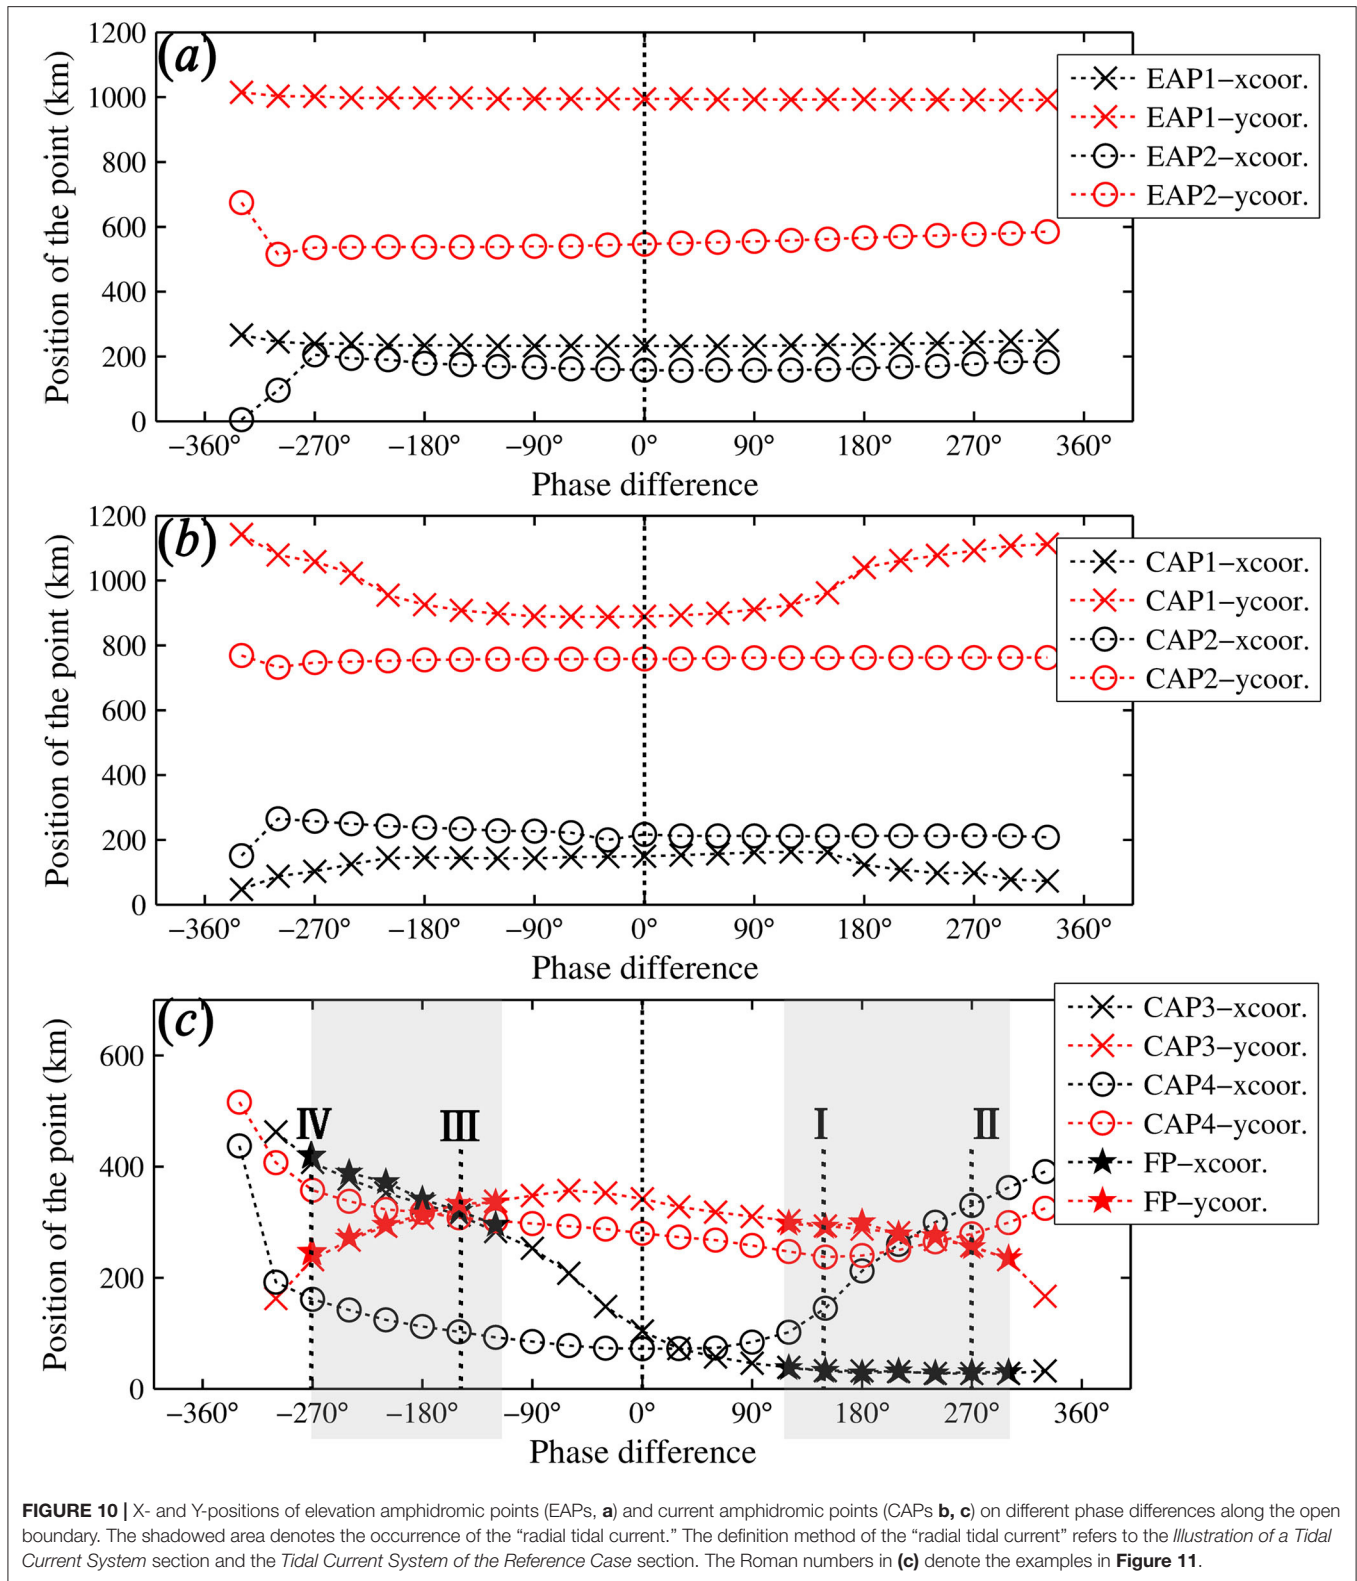 (a)
1200
1000
800
600
400
200
0
Position of the point (km)
−360° −270° −180° −90° 0° 90° 180° 270° 360°
Phase difference
EAP1−xcoor.
EAP1−ycoor.
EAP2−xcoor.
EAP2−ycoor.
(b)
1200
1000
800
600
400
200
0
Position of the point (km)
−360° −270° −180° −90° 0° 90° 180° 270° 360°
Phase difference
CAP1−xcoor.
CAP1−ycoor.
CAP2−xcoor.
CAP2−ycoor.
(c)
600
400
200
0
Position of the point (km)
IV III I II
−360° −270° −180° −90° 0° 90° 180° 270° 360°
Phase difference
CAP3−xcoor.
CAP3−ycoor.
CAP4−xcoor.
CAP4−ycoor.
FP−xcoor.
FP−ycoor.
FIGURE 10 | X- and Y-positions of elevation amphidromic points (EAPs, a) and current amphidromic points (CAPs b, c) on different phase differences along the open
boundary. The shadowed area denotes the occurrence of the “radial tidal current.” The definition method of the “radial tidal current” refers to the Illustration of a Tidal
Current System section and the Tidal Current System of the Reference Case section. The Roman numbers in (c) denote the examples in Figure 11.